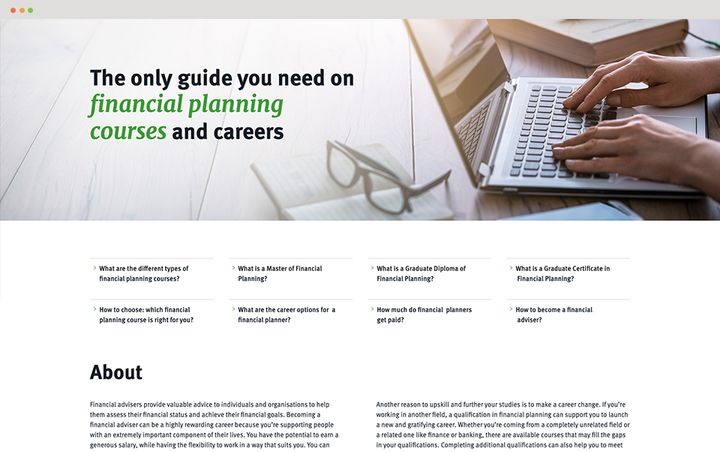 The only guide you need on
financial planning
courses and careers
What are the different types of
financial planning courses?
What is a Master of Financial
Planning?
What is a Graduate Diploma of
Financial Planning?
What is a Graduate Certificate in
Financial Planning?
How to choose: which financial
planning course is right for you?
What are the career options for a
financial planner?
How much do financial planners
get paid?
How to become a financial
adviser?
About
Financial advisers provide valuable advice to individuals and organisations to help
them assess their financial status and achieve their financial goals. Becoming a
financial adviser can be a highly rewarding career because you're supporting people
with an extremely important component of their lives. You have the potential to earn a
generous salary, while having the flexibility to work in a way that suits you. You can
Another reason to upskill and further your studies is to make a career change. If you're
working in another field, a qualification in financial planning can support you to launch
a new and gratifying career. Whether you're coming from a completely unrelated field or
a related one like finance or banking, there are available courses that may fill the gaps
in your qualifications. Completing additional qualifications can also help you to meet